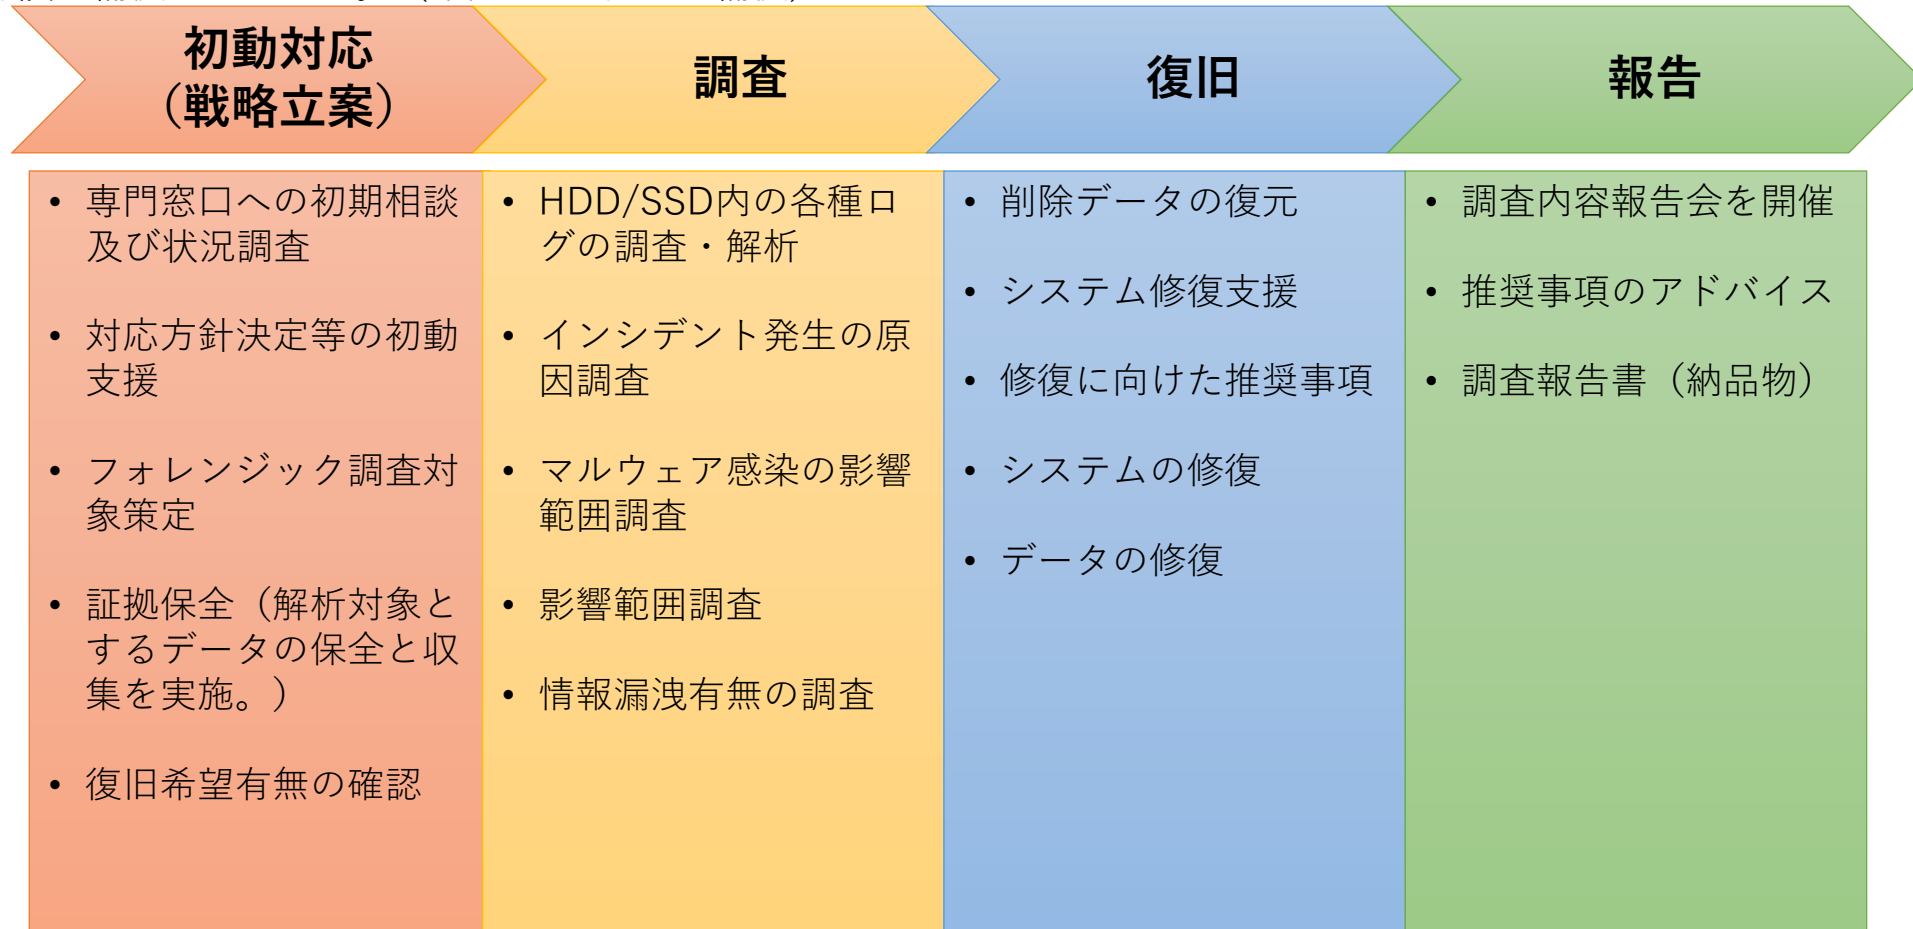 初動対応
（戦略立案）
調査
復旧
報告
• 専門窓口への初期相談
及び状況調査
• 対応方針決定等の初動
支援
• フォレンジック調査対
象策定
• 証拠保全（解析対象と
するデータの保全と収
集を実施。）
• 復旧希望有無の確認
• HDD/SSD内の各種ロ
グの調査・解析
• インシデント発生の原
因調査
• マルウェア感染の影響
範囲調査
• 影響範囲調査
• 情報漏洩有無の調査
• 削除データの復元
• システム修復支援
• 修復に向けた推奨事項
• システムの修復
• データの修復
• 調査内容報告会を開催
• 推奨事項のアドバイス
• 調査報告書（納品物）